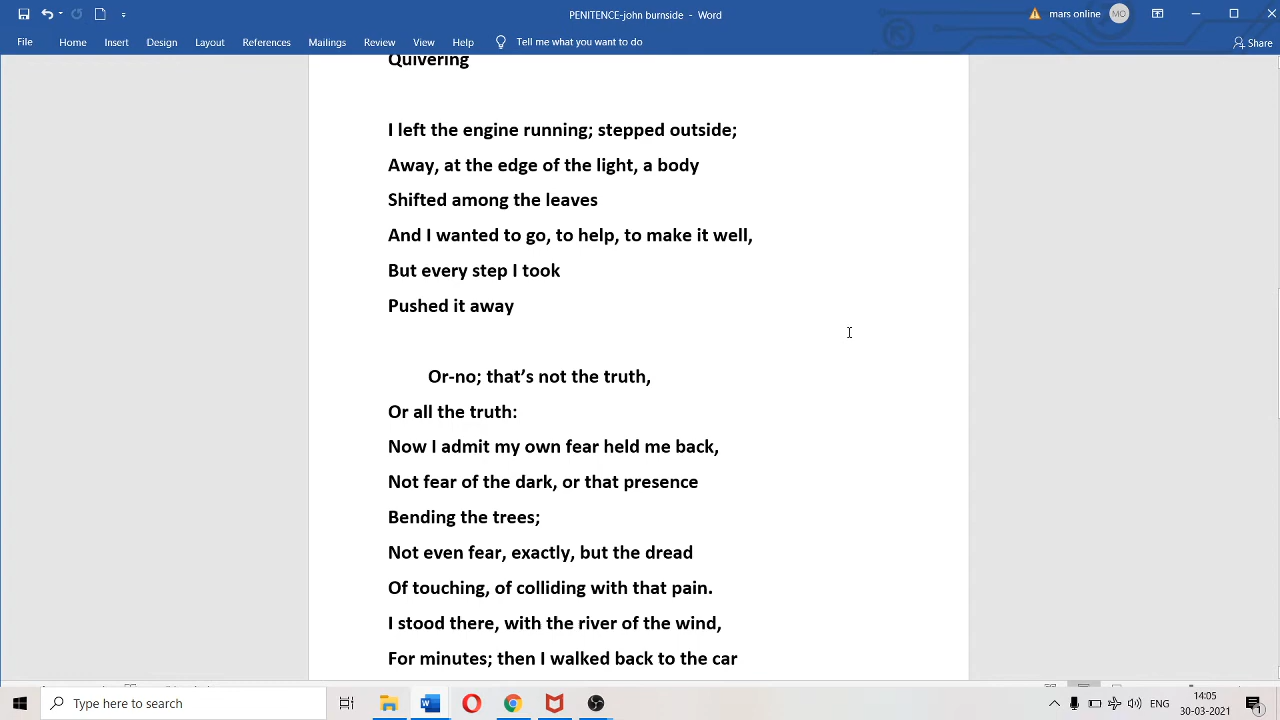 PENITENCE-john burnside - Word
mars online MO
File Home Insert Design Layout References Mailings Review View Help Tell me what you want to do Share
Quivering
I left the engine running; stepped outside;
Away, at the edge of the light, a body
Shifted among the leaves
And I wanted to go, to help, to make it well,
But every step I took
Pushed it away
Or-no; that’s not the truth,
Or all the truth:
Now I admit my own fear held me back,
Not fear of the dark, or that presence
Bending the trees;
Not even fear, exactly, but the dread
Of touching, of colliding with that pain.
I stood there, with the river of the wind,
For minutes; then I walked back to the car
Type here to search
ENG
14:05
30-03-2021